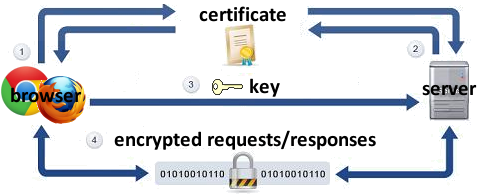 certificate
1
2
3
key
browser
server
4
encrypted requests/responses
01010010110 01010010110